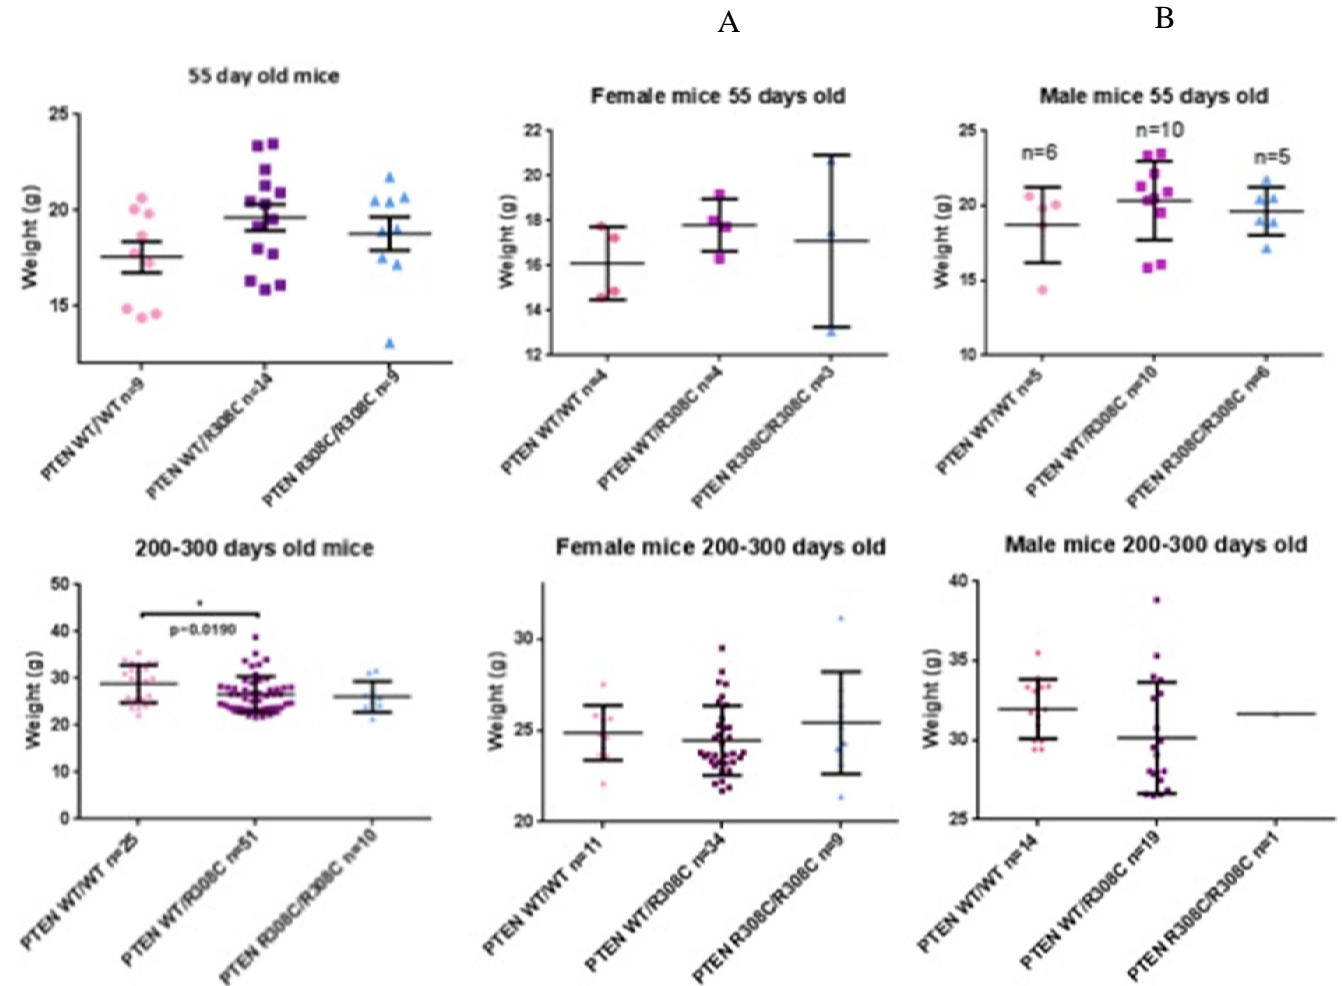 A
B
55 day old mice
25
20
15
Weight (g)
PTEN WT/WT n=9
PTEN WT/R308C n=14
PTEN R308C/R308C n=9
Female mice 55 days old
22
20
18
16
14
12
Weight (g)
PTEN WT/WT n=4
PTEN WT/R308C n=4
PTEN R308C/R308C n=3
Male mice 55 days old
25
20
15
10
Weight (g)
n=6
n=10
n=5
PTEN WT/WT n=5
PTEN WT/R308C n=10
PTEN R308C/R308C n=6
200-300 days old mice
50
40
30
20
10
0
Weight (g)
*
p=0.0190
PTEN WT/WT n=25
PTEN WT/R308C n=51
PTEN R308C/R308C n=10
Female mice 200-300 days old
30
25
20
Weight (g)
PTEN WT/WT n=11
PTEN WT/R308C n=34
PTEN R308C/R308C n=9
Male mice 200-300 days old
40
35
30
25
Weight (g)
PTEN WT/WT n=14
PTEN WT/R308C n=19
PTEN R308C/R308C n=1